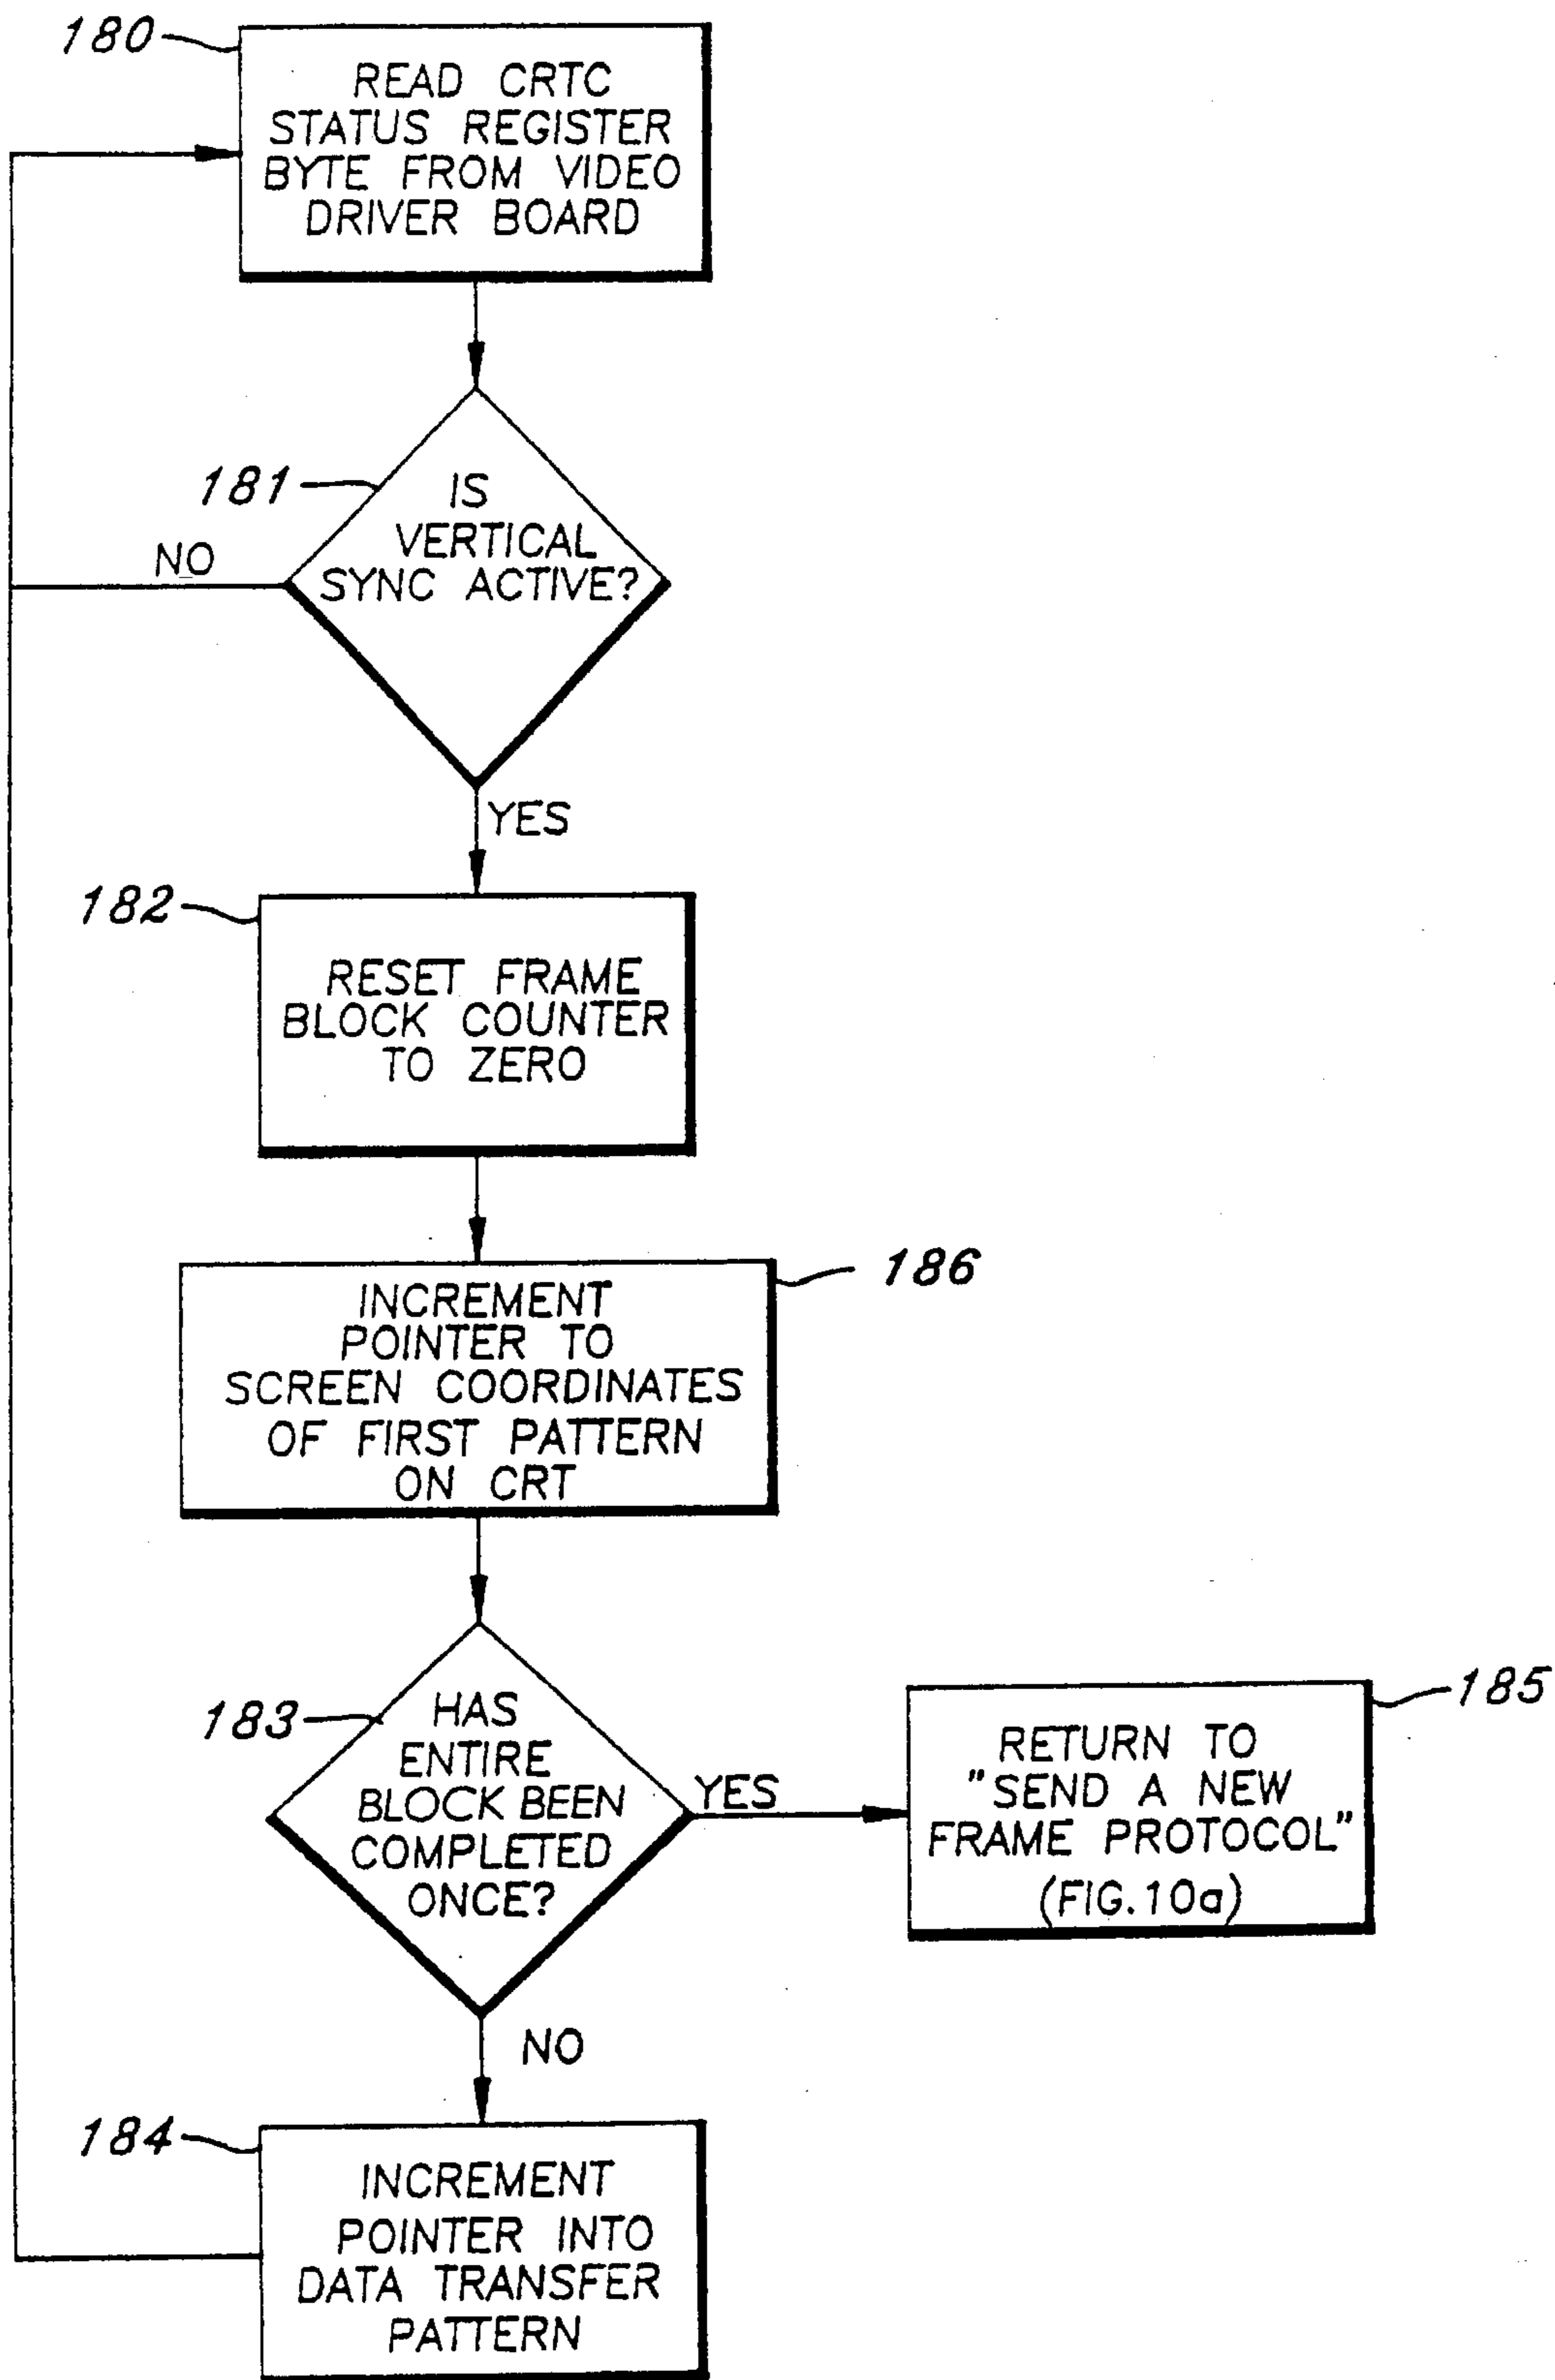 180
READ CRTC
STATUS REGISTER
BYTE FROM VIDEO
DRIVER BOARD
181
IS
VERTICAL
SYNC ACTIVE?
NO
YES
182
RESET FRAME
BLOCK COUNTER
TO ZERO
186
INCREMENT
POINTER TO
SCREEN COORDINATES
OF FIRST PATTERN
ON CRT
183
HAS
ENTIRE
BLOCK BEEN
COMPLETED
ONCE?
YES
185
RETURN TO
"SEND A NEW
FRAME PROTOCOL"
(FIG.10a)
NO
184
INCREMENT
POINTER INTO
DATA TRANSFER
PATTERN